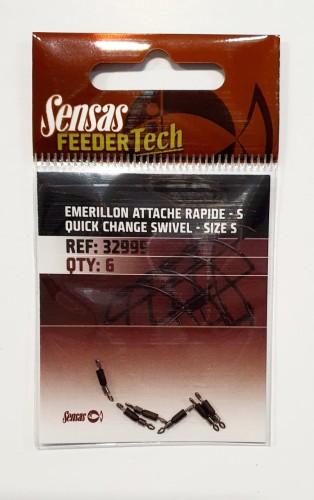 Sensas
FEEDER Tech
EMERILLON ATTACHE RAPIDE - S
QUICK CHANGE SWIVEL - SIZE S
REF: 32999
QTY: 6
Sensas